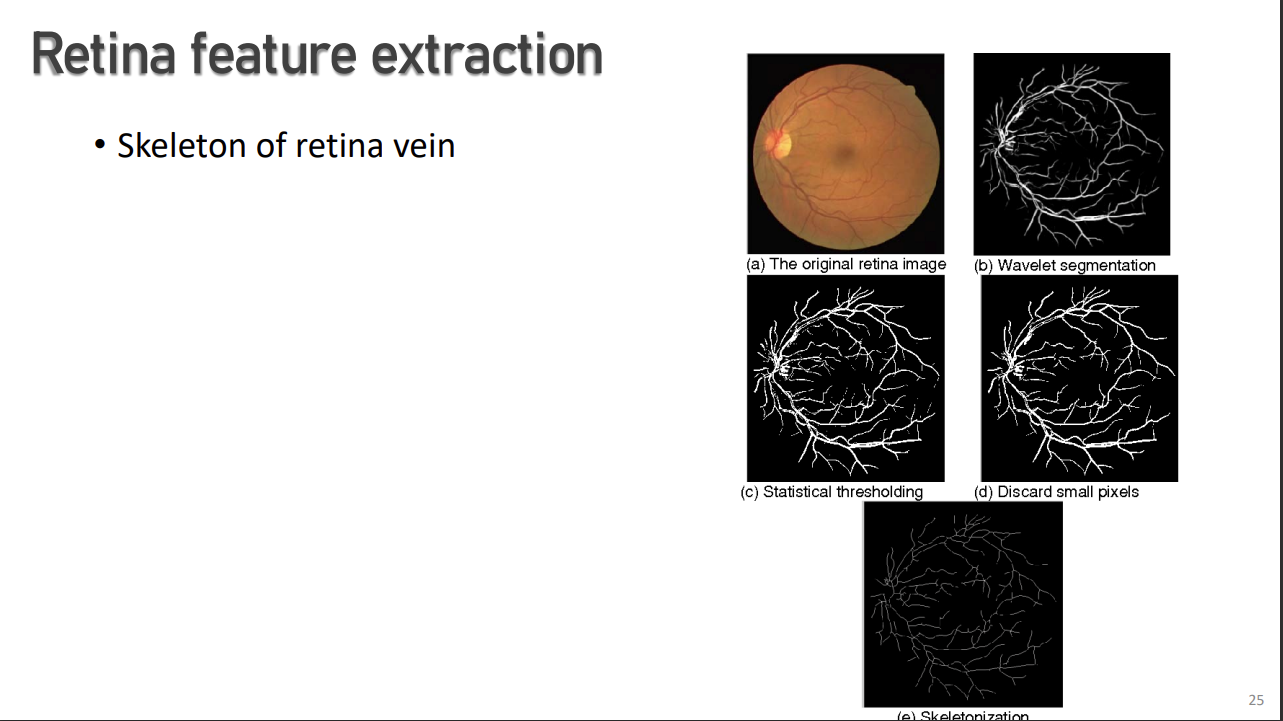 Retina feature extraction
• Skeleton of retina vein
(a) The original retina image
(b) Wavelet segmentation
(c) Statistical thresholding
(d) Discard small pixels
(e) Skeletonization
25